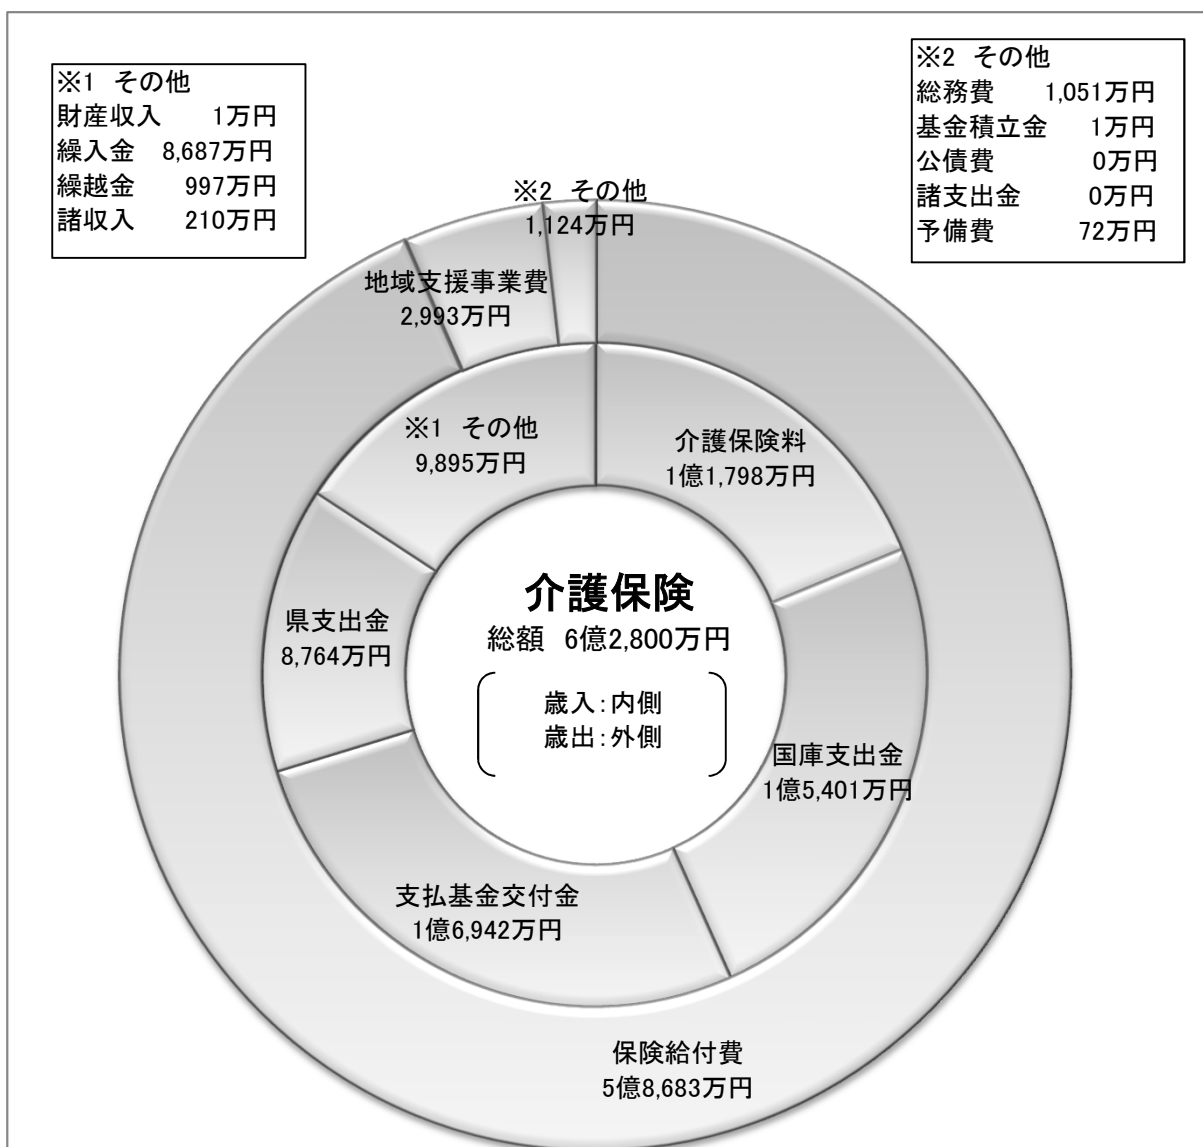 ※1 その他
財産収入 1万円
繰入金 8,687万円
繰越金 997万円
諸収入 210万円
※2 その他
総務費 1,051万円
基金積立金 1万円
公債費 0万円
諸支出金 0万円
予備費 72万円
※2 その他
1,124万円
地域支援事業費
2,993万円
※1 その他
9,895万円
介護保険料
1億1,798万円
介護保険
総額 6億2,800万円
歳入:内側
歳出:外側
県支出金
8,764万円
国庫支出金
1億5,401万円
支払基金交付金
1億6,942万円
保険給付費
5億8,683万円